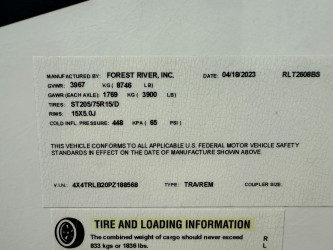 MANUFACTURED BY: FOREST RIVER, INC. DATE: 04/18/2023 RLT2608BS
GVWR: 3967 KG ( 8746 LB)
GAWR (EACH AXLE): 1769 KG ( 3900 LB)
TIRES: ST205/75R15/D
RIMS: 15X5.0J
COLD INFL. PRESSURE: 448 KPA ( 65 PSI )
THIS VEHICLE CONFORMS TO ALL APPLICABLE U.S. FEDERAL MOTOR VEHICLE SAFETY
STANDARDS IN EFFECT ON THE DATE OF MANUFACTURE SHOWN ABOVE.
V.I.N.: 4X4TRLB20PZ188568 TYPE: TRA/REM COUPLER SIZE:
TIRE AND LOADING INFORMATION
The combined weight of cargo should never exceed R
833 kgs or 1836 lbs. L